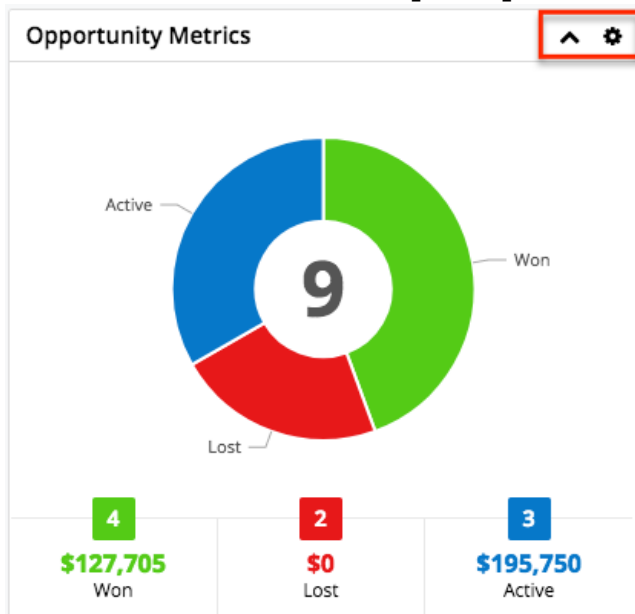 Opportunity Metrics
Active
Won
9
Lost
4 2 3
$127,705 $0 $195,750
Won Lost Active